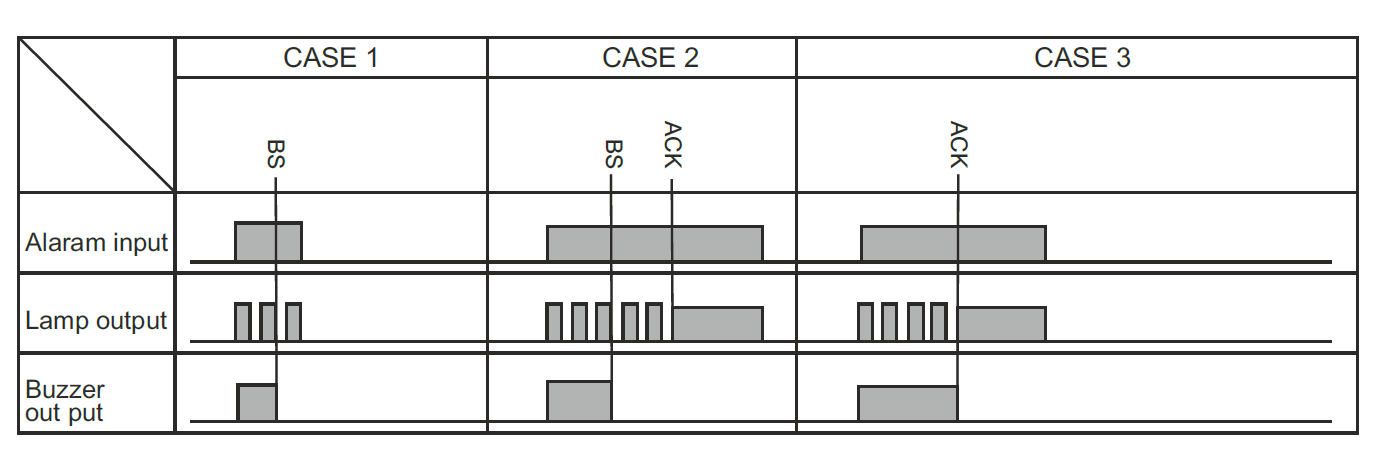 CASE 1
CASE 2
CASE 3
BS
BS
ACK
ACK
Alaram input
Lamp output
Buzzer
out put